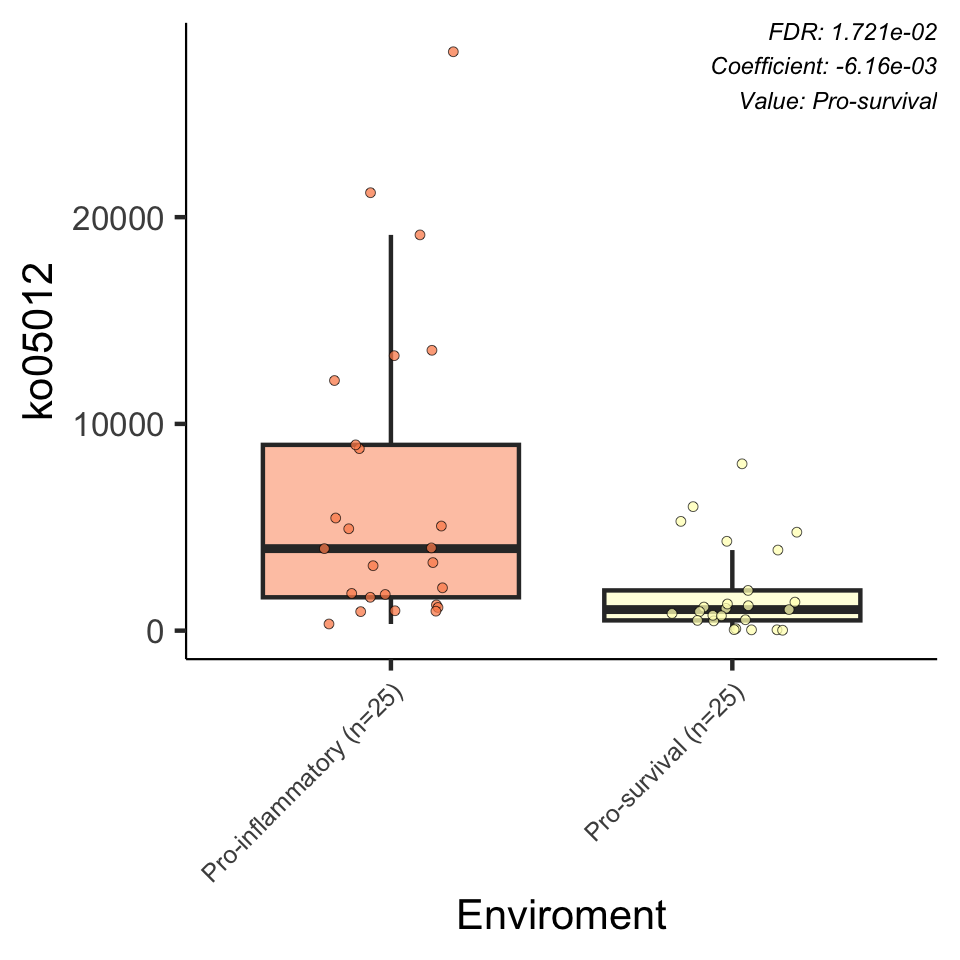 FDR: 1.721e-02
Coefficient: -6.16e-03
Value: Pro-survival
20000
10000
0
ko05012
Pro-inflammatory (n=25)
Pro-survival (n=25)
Enviroment